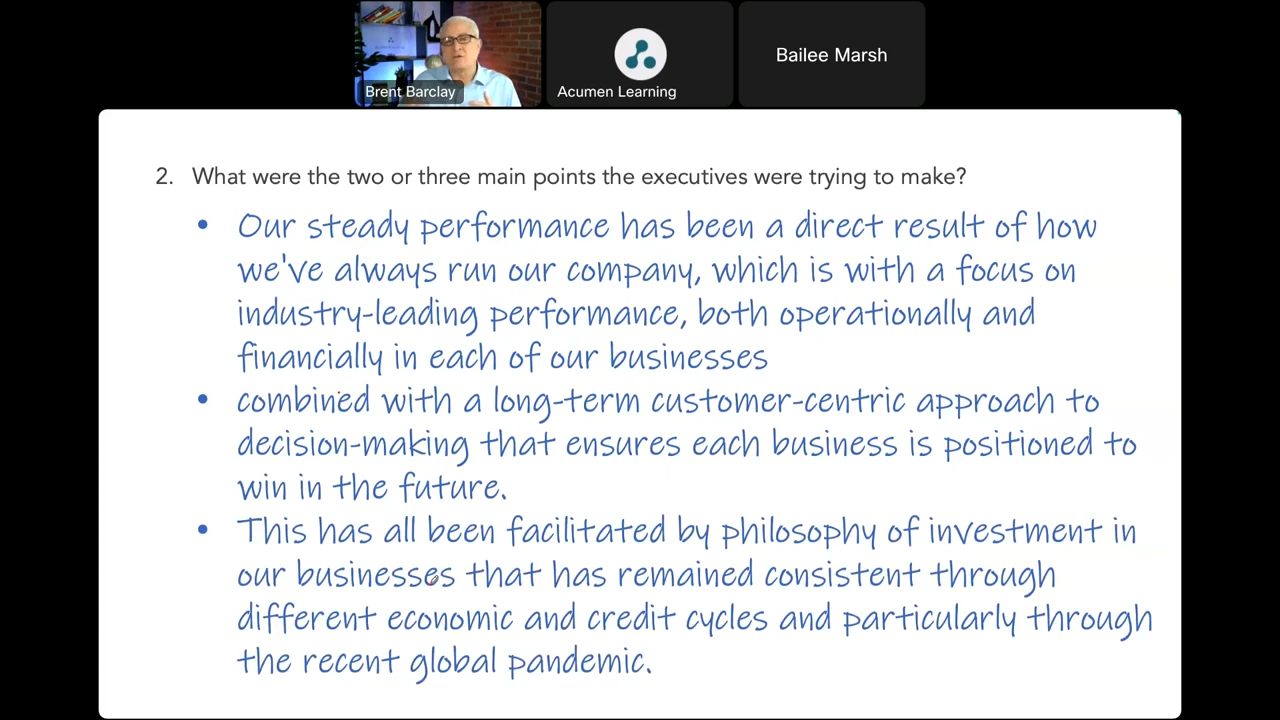 Brent Barclay
Acumen Learning
Bailee Marsh
2. What were the two or three main points the executives were trying to make?
• Our steady performance has been a direct result of how
we've always run our company, which is with a focus on
industry-leading performance, both operationally and
financially in each of our businesses
• combined with a long-term customer-centric approach to
decision-making that ensures each business is positioned to
win in the future.
• This has all been facilitated by philosophy of investment in
our businesses that has remained consistent through
different economic and credit cycles and particularly through
the recent global pandemic.